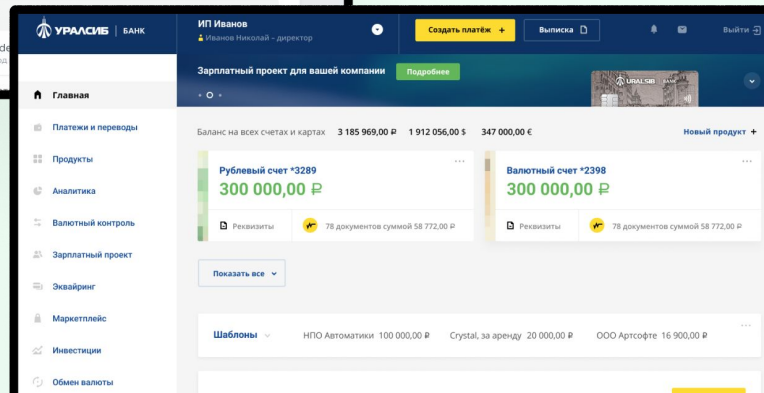 УРАЛСИБ | БАНК
ИП Иванов
Иванов Николай – директор
Создать платёж +
Выписка
Выйти
Зарплатный проект для вашей компании
Подробнее
URALSIB | BANK
Главная
Платежи и переводы
Продукты
Аналитика
Валютный контроль
Зарплатный проект
Эквайринг
Маркетплейс
Инвестиции
Обмен валюты
Баланс на всех счетах и картах 3 185 969,00 ₽ 1 912 056,00 $ 347 000,00 €
Новый продукт +
Рублевый счет *3289
300 000,00 ₽
Реквизиты
78 документов суммой 58 772,00 ₽
Валютный счет *2398
300 000,00 ₽
Реквизиты
78 документов суммой 58 772,00 ₽
Показать все
Шаблоны
НПО Автоматики 100 000,00 ₽
Crystal, за аренду 20 000,00 ₽
ООО Артсофте 16 900,00 ₽